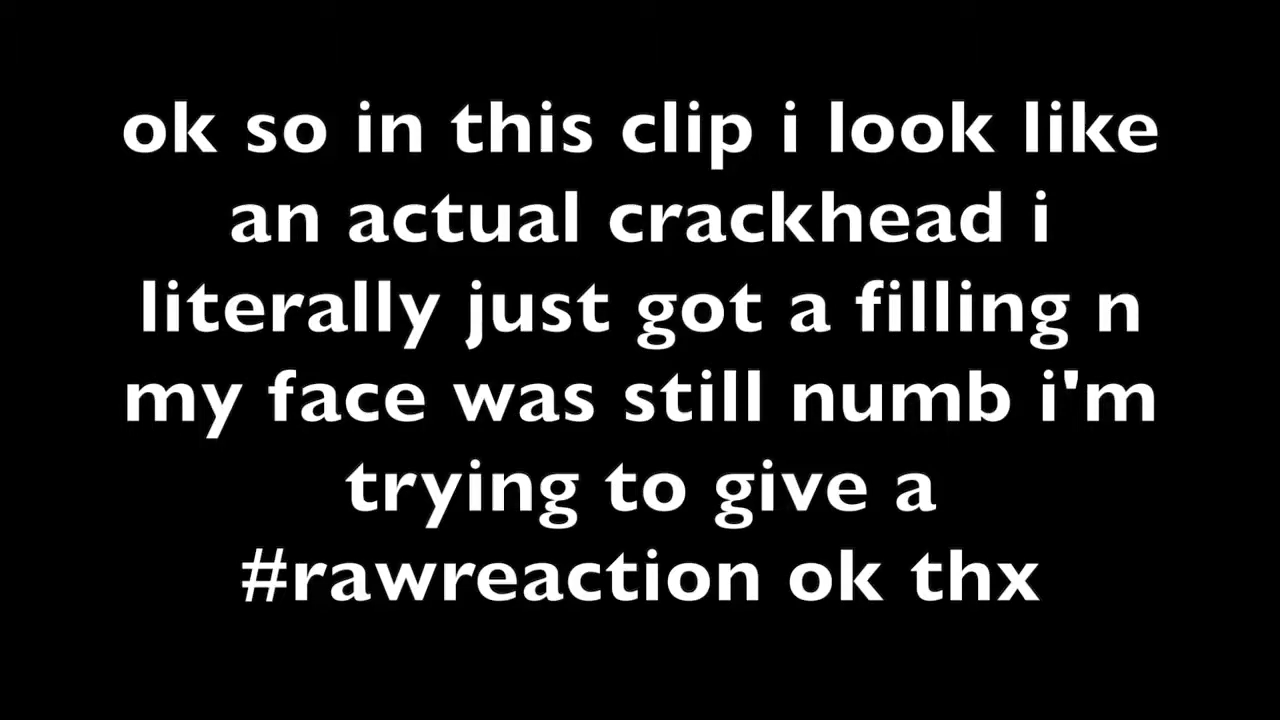 ok so in this clip i look like
an actual crackhead i
literally just got a filling n
my face was still numb i'm
trying to give a
#rawreaction ok thx